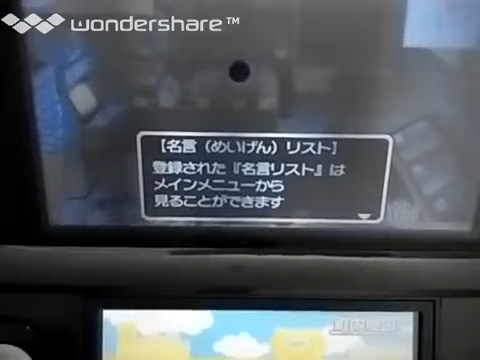 wondershare™
【名言（めいげん）リスト】
登録された『名言リスト』は
メインメニューから
見ることができます